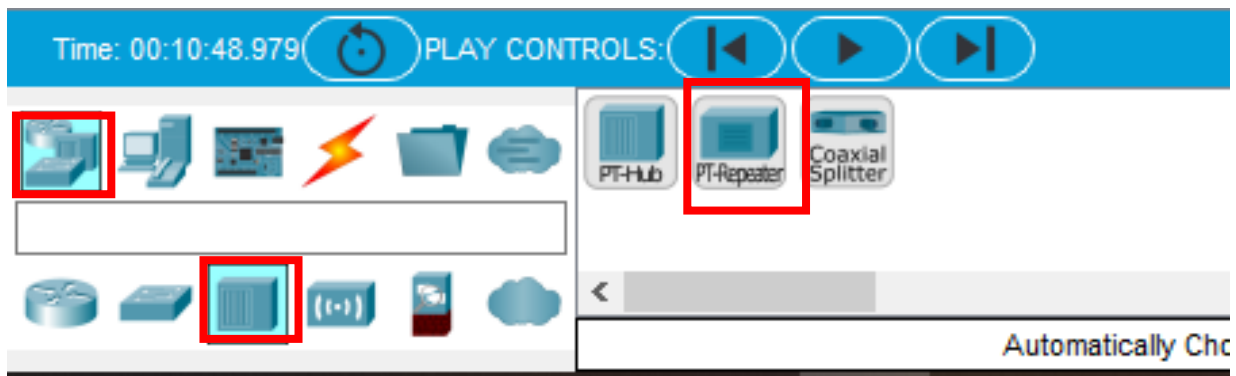 Time: 00:10:48.979 PLAY CONTROLS:
PT-Hub PT-Repeater Coaxial Splitter
Automatically Cho